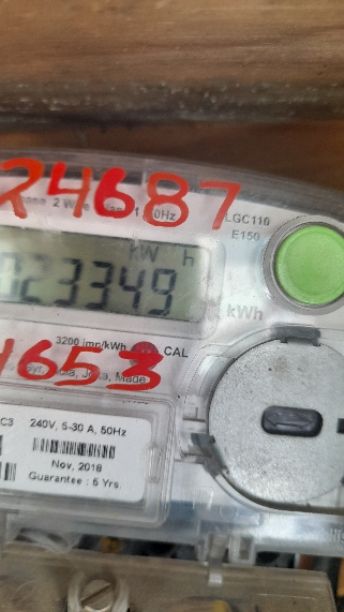 24687
LGC110
E150
kW h
023349
kWh
3200 imp/kWh
CAL
1653
C3 240V, 5-30 A, 50Hz
Nov, 2018
Guarantee : 5 Yrs.